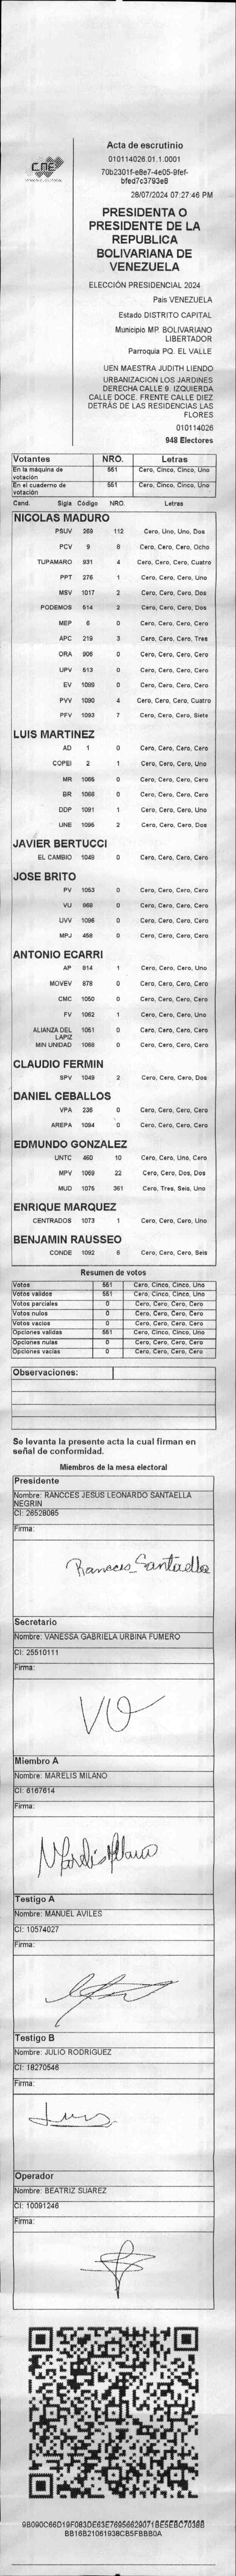 CNE
Acta de escrutinio
010114026.01.1.0001
70b2301f-e8e7-4e05-9fef-
bfed7c3793e8
28/07/2024 07:27:46 PM
PRESIDENTA O
PRESIDENTE DE LA
REPUBLICA
BOLIVARIANA DE
VENEZUELA
ELECCIÓN PRESIDENCIAL 2024
Pais VENEZUELA
Estado DISTRITO CAPITAL
Municipio MP. BOLIVARIANO
LIBERTADOR
Parroquia PQ. EL VALLE
UEN MAESTRA JUDITH LIENDO
URBANIZACION LOS JARDINES
DERECHA CALLE 9. IZQUIERDA
CALLE DOCE. FRENTE CALLE DIEZ
DETRÁS DE LAS RESIDENCIAS LAS
FLORES
010114026
948 Electores
Votantes NRO. Letras
En la máquina de
votación 551 Cero, Cinco, Cinco, Uno
En el cuaderno de
votación 551 Cero, Cinco, Cinco, Uno
Cand. Sigla Código NRO. Letras
NICOLAS MADURO
PSUV 269 112 Cero, Uno, Uno, Dos
PCV 9 8 Cero, Cero, Cero, Ocho
TUPAMARO 931 4 Cero, Cero, Cero, Cuatro
PPT 276 1 Cero, Cero, Cero, Uno
MSV 1017 2 Cero, Cero, Cero, Dos
PODEMOS 514 2 Cero, Cero, Cero, Dos
MEP 6 0 Cero, Cero, Cero, Cero
APC 219 3 Cero, Cero, Cero, Tres
ORA 906 0 Cero, Cero, Cero, Cero
UPV 513 0 Cero, Cero, Cero, Cero
EV 1099 0 Cero, Cero, Cero, Cero
PVV 1090 4 Cero, Cero, Cero, Cuatro
PFV 1093 7 Cero, Cero, Cero, Siete
LUIS MARTINEZ
AD 1 0 Cero, Cero, Cero, Cero
COPEI 2 1 Cero, Cero, Cero, Uno
MR 1065 0 Cero, Cero, Cero, Cero
BR 1066 0 Cero, Cero, Cero, Cero
DDP 1091 1 Cero, Cero, Cero, Uno
UNE 1095 2 Cero, Cero, Cero, Dos
JAVIER BERTUCCI
EL CAMBIO 1048 0 Cero, Cero, Cero, Cero
JOSE BRITO
PV 1053 0 Cero, Cero, Cero, Cero
VU 968 0 Cero, Cero, Cero, Cero
UVV 1096 0 Cero, Cero, Cero, Cero
MPJ 458 0 Cero, Cero, Cero, Cero
ANTONIO ECARRI
AP 814 1 Cero, Cero, Cero, Uno
MOVEV 878 0 Cero, Cero, Cero, Cero
CMC 1050 0 Cero, Cero, Cero, Cero
FV 1062 1 Cero, Cero, Cero, Uno
ALIANZA DEL
LAPIZ 1051 0 Cero, Cero, Cero, Cero
MIN UNIDAD 1068 0 Cero, Cero, Cero, Cero
CLAUDIO FERMIN
SPV 1049 2 Cero, Cero, Cero, Dos
DANIEL CEBALLOS
VPA 236 0 Cero, Cero, Cero, Cero
AREPA 1094 0 Cero, Cero, Cero, Cero
EDMUNDO GONZALEZ
UNTC 460 10 Cero, Cero, Uno, Cero
MPV 1069 22 Cero, Cero, Dos, Dos
MUD 1075 361 Cero, Tres, Seis, Uno
ENRIQUE MARQUEZ
CENTRADOS 1073 1 Cero, Cero, Cero, Uno
BENJAMIN RAUSSEO
CONDE 1092 6 Cero, Cero, Cero, Seis
Resumen de votos
Votos 551 Cero, Cinco, Cinco, Uno
Votos validos 551 Cero, Cinco, Cinco, Uno
Votos parciales 0 Cero, Cero, Cero, Cero
Votos nulos 0 Cero, Cero, Cero, Cero
Votos vacios 0 Cero, Cero, Cero, Cero
Opciones validas 551 Cero, Cinco, Cinco, Uno
Opciones nulas 0 Cero, Cero, Cero, Cero
Opciones vacias 0 Cero, Cero, Cero, Cero
Observaciones:
Se levanta la presente acta la cual firman en
señal de conformidad.
Miembros de la mesa electoral
Presidente
Nombre: RANCCES JESUS LEONARDO SANTAELLA
NEGRIN
CI: 26528085
Firma:
Rancces Santaella
Secretario
Nombre: VANESSA GABRIELA URBINA FUMERO
CI: 25510111
Firma:
VU
Miembro A
Nombre: MARELIS MILANO
CI: 6167614
Firma:
Testigo A
Nombre: MANUEL AVILES
CI: 10574027
Firma:
Testigo B
Nombre: JULIO RODRIGUEZ
CI: 18270546
Firma:
Operador
Nombre: BEATRIZ SUAREZ
CI: 10091246
Firma: